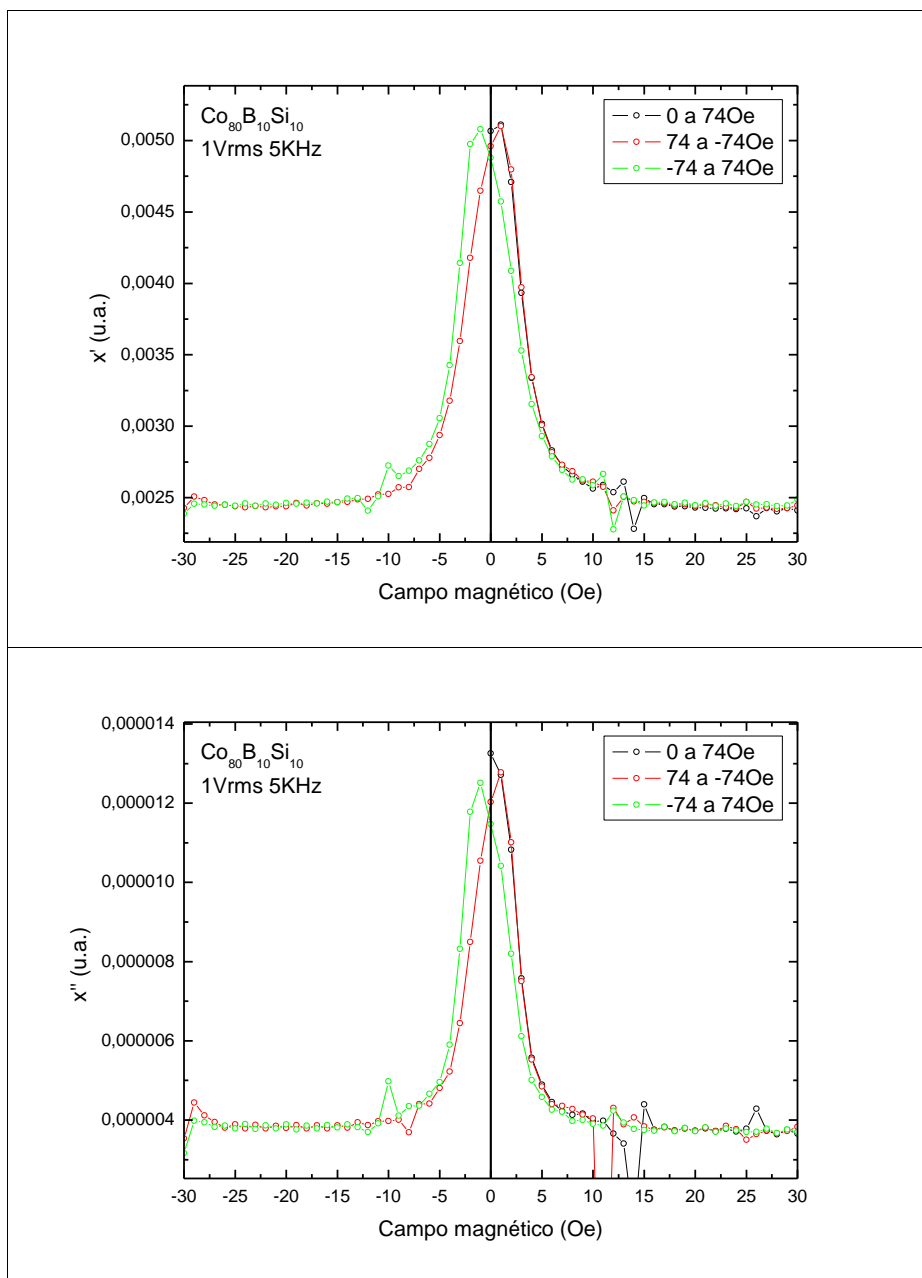 Co80B10Si10
1Vrms 5KHz
0 a 74Oe
74 a -74Oe
-74 a 74Oe
0,0050
0,0045
0,0040
0,0035
0,0030
0,0025
x' (u.a.)
-30 -25 -20 -15 -10 -5 0 5 10 15 20 25 30
Campo magnético (Oe)
0,000014
Co80B10Si10
1Vrms 5KHz
0 a 74Oe
74 a -74Oe
-74 a 74Oe
0,000012
0,000010
0,000008
0,000006
0,000004
x'' (u.a.)
-30 -25 -20 -15 -10 -5 0 5 10 15 20 25 30
Campo magnético (Oe)